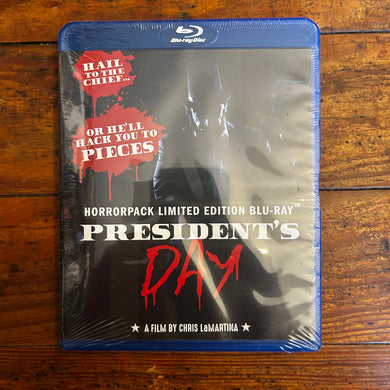 Blu-ray Disc
HAIL
TO THE
CHIEF...
OR HE'LL
HACK YOU TO
PIECES
HORRORPACK LIMITED EDITION BLU-RAY™
PRESIDENT'S
DAY
★ A FILM BY CHRIS LaMARTINA ★